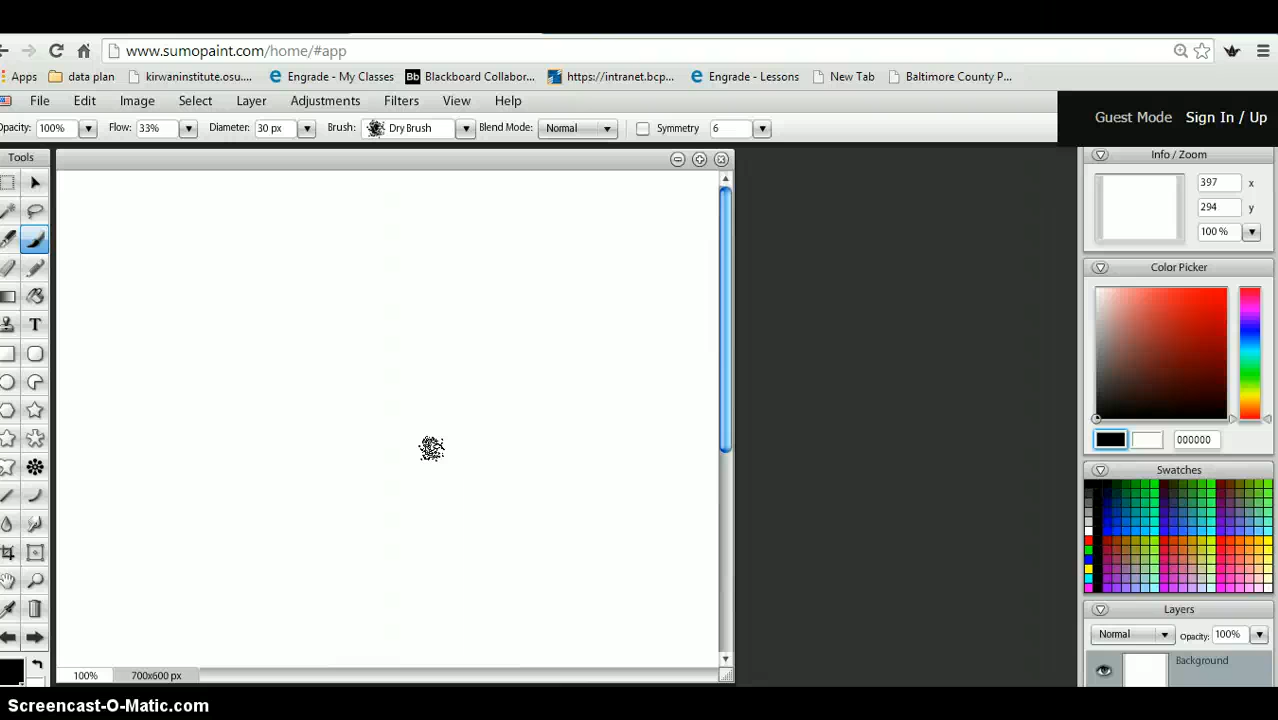 www.sumopaint.com/home/#app
Apps data plan kirwaninstitute.osu.... Engrade - My Classes Bb Blackboard Collabor... https://intranet.bcp... Engrade - Lessons New Tab Baltimore County P...
File Edit Image Select Layer Adjustments Filters View Help
Guest Mode Sign In / Up
Opacity: 100% Flow: 33% Diameter: 30 px Brush: Dry Brush Blend Mode: Normal Symmetry 6
Tools
Info / Zoom
397 x
294 y
100 %
Color Picker
T
000000
Swatches
Layers
Normal Opacity: 100%
Background
100% 700x600 px
Screencast-O-Matic.com